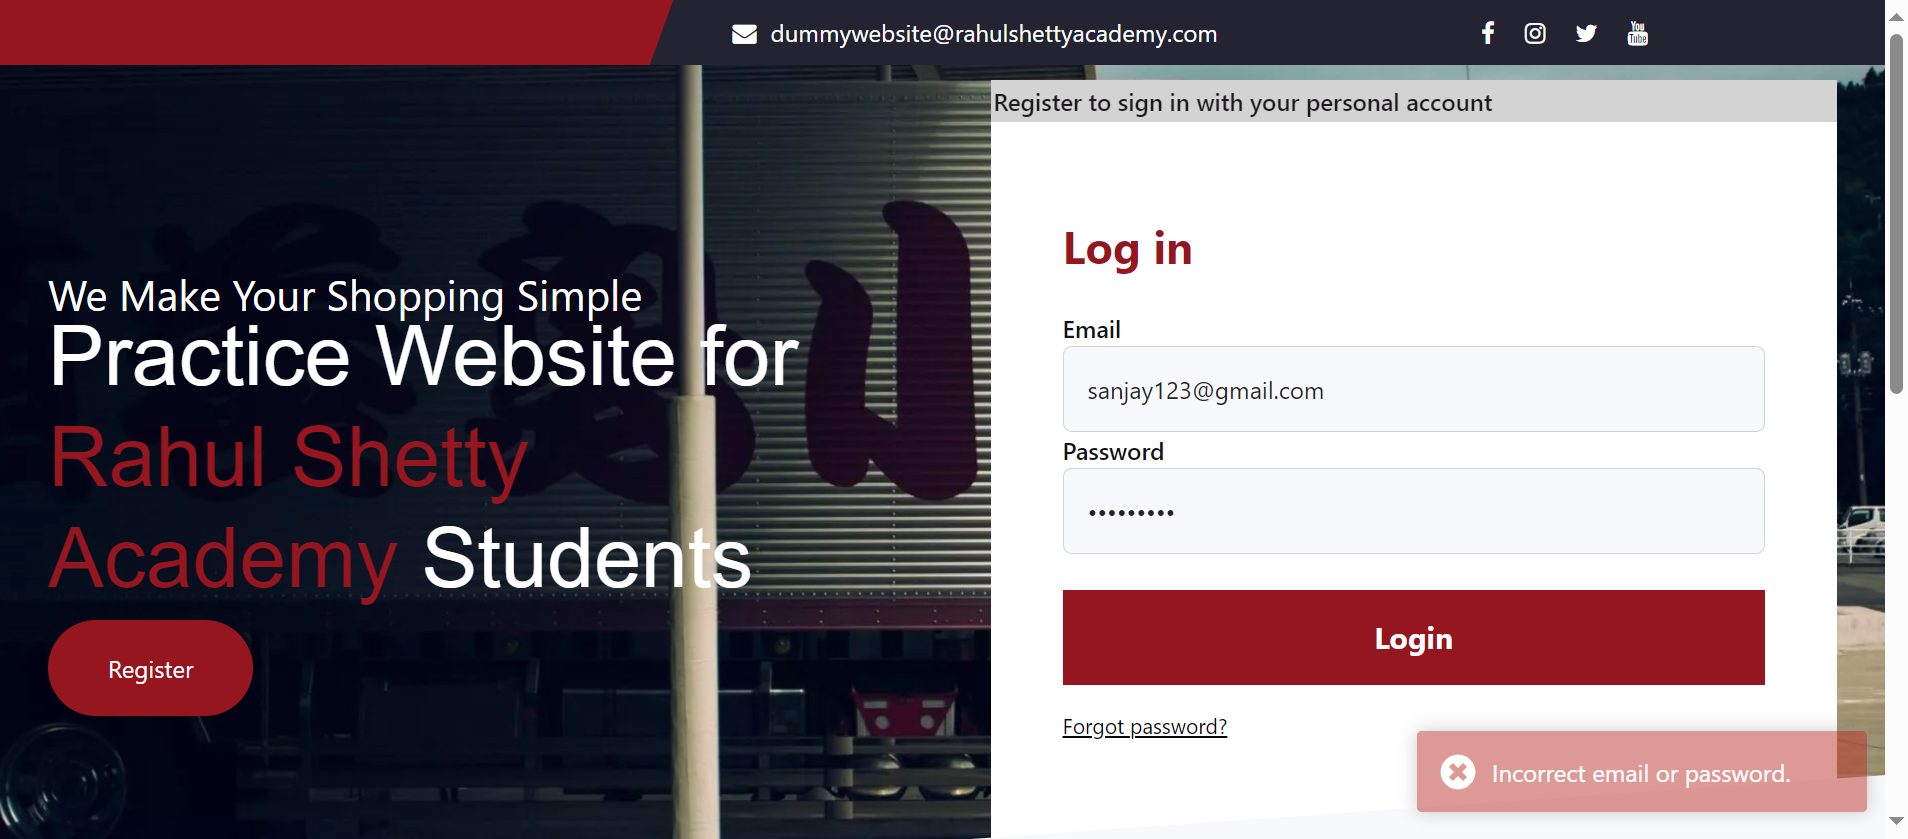 dummywebsite@rahulshettyacademy.com
You
Tube
Register to sign in with your personal account
We Make Your Shopping Simple
Practice Website for
Rahul Shetty
Academy Students
Register
Log in
Email
sanjay123@gmail.com
Password
•••••••••
Login
Forgot password?
Incorrect email or password.